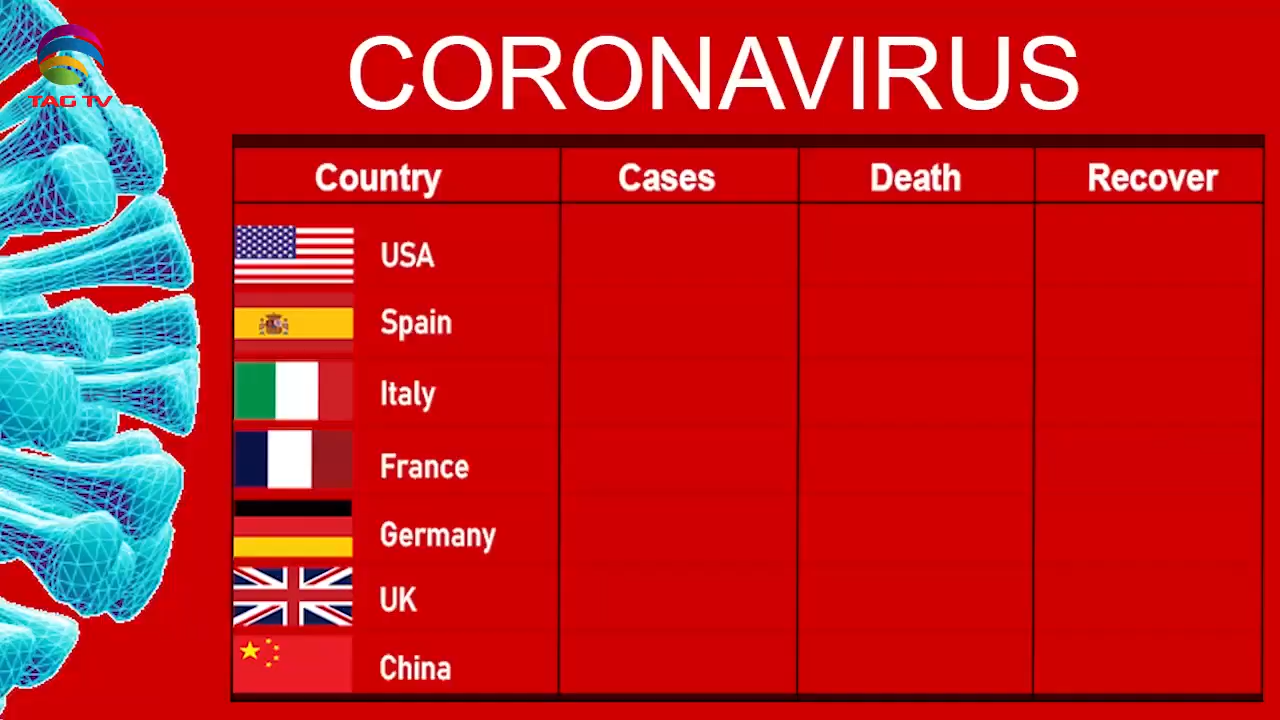 TAG TV
CORONAVIRUS
Country Cases Death Recover
USA
Spain
Italy
France
Germany
UK
China